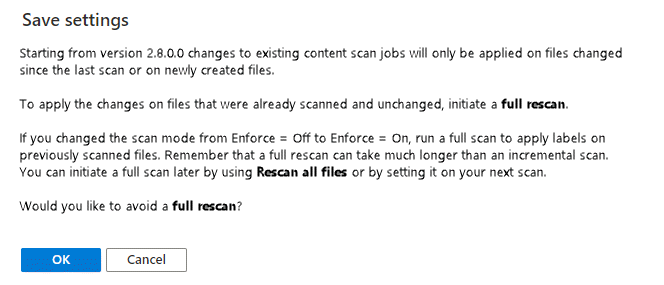 Save settings
Starting from version 2.8.0.0 changes to existing content scan jobs will only be applied on files changed
since the last scan or on newly created files.
To apply the changes on files that were already scanned and unchanged, initiate a full rescan.
If you changed the scan mode from Enforce = Off to Enforce = On, run a full scan to apply labels on
previously scanned files. Remember that a full rescan can take much longer than an incremental scan.
You can initiate a full scan later by using Rescan all files or by setting it on your next scan.
Would you like to avoid a full rescan?
OK Cancel